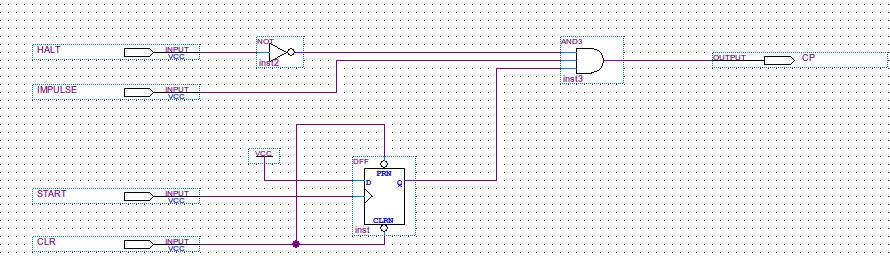 NOT
AND3
HALT
INPUT
VCC
inst2
OUTPUT
CP
inst3
IMPULSE
INPUT
VCC
VCC
DFF
PRN
D
Q
START
INPUT
VCC
CLRN
inst
CLR
INPUT
VCC